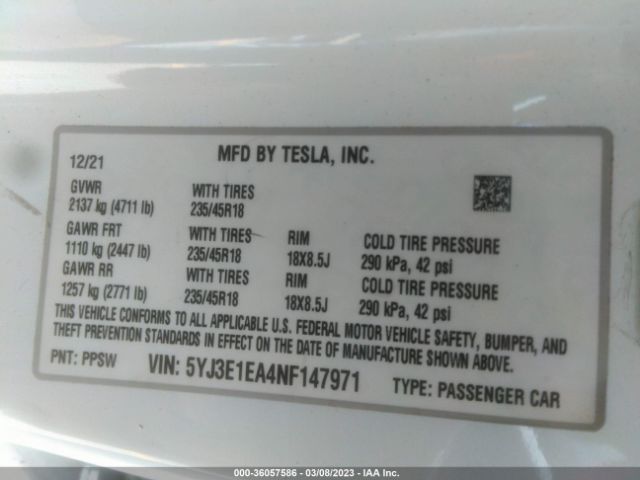 12/21 MFD BY TESLA, INC.
GVWR WITH TIRES
2137 kg (4711 lb) 235/45R18
GAWR FRT WITH TIRES RIM COLD TIRE PRESSURE
1110 kg (2447 lb) 235/45R18 18X8.5J 290 kPa, 42 psi
GAWR RR WITH TIRES RIM COLD TIRE PRESSURE
1257 kg (2771 lb) 235/45R18 18X8.5J 290 kPa, 42 psi
THIS VEHICLE CONFORMS TO ALL APPLICABLE U.S. FEDERAL MOTOR VEHICLE SAFETY, BUMPER, AND
THEFT PREVENTION STANDARDS IN EFFECT ON THE DATE OF MANUFACTURE SHOWN ABOVE.
PNT: PPSW VIN: 5YJ3E1EA4NF147971 TYPE: PASSENGER CAR
000-36057586 - 03/08/2023 - IAA Inc.